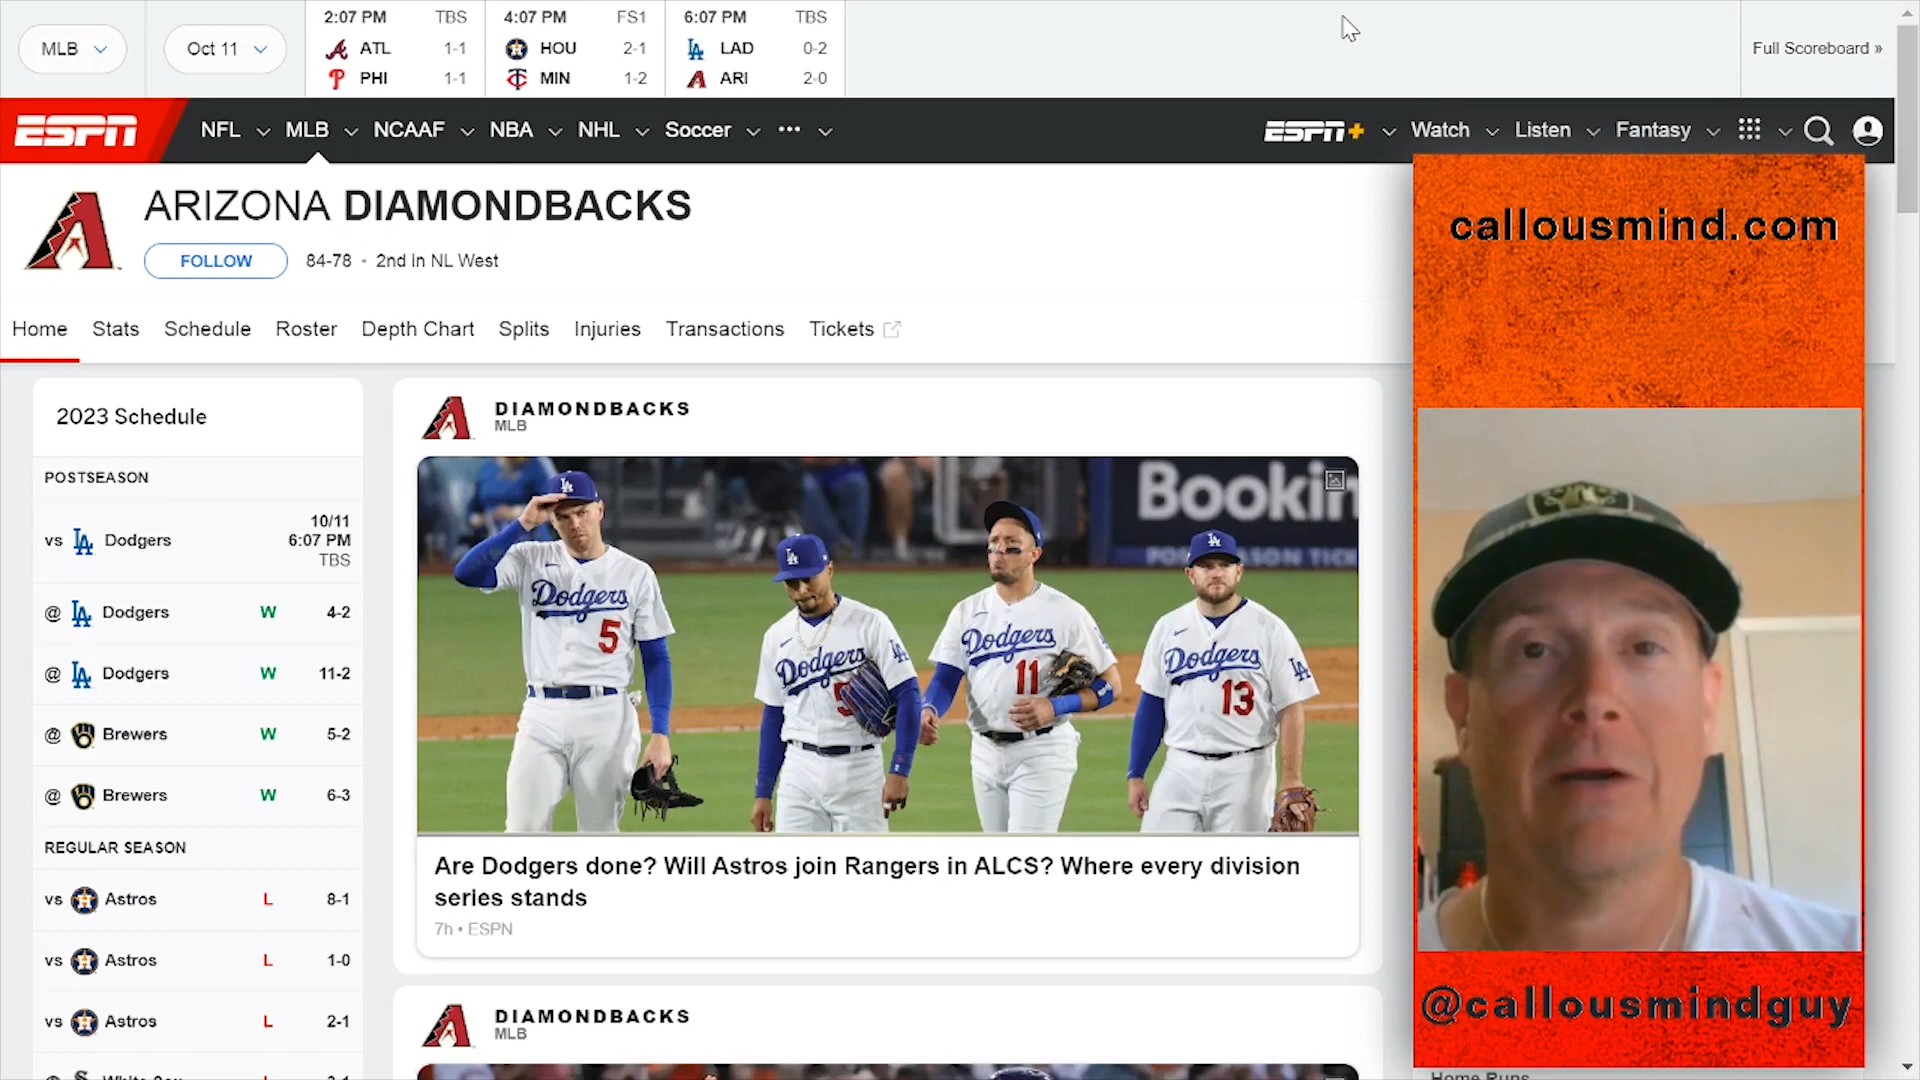 MLB
Oct 11
2:07 PM TBS
ATL 1-1
PHI 1-1
4:07 PM FS1
HOU 2-1
MIN 1-2
6:07 PM TBS
LAD 0-2
ARI 2-0
Full Scoreboard »
ESPN NFL MLB NCAAF NBA NHL Soccer ••• ESPN+ Watch Listen Fantasy
ARIZONA DIAMONDBACKS
FOLLOW 84-78 • 2nd in NL West
Home Stats Schedule Roster Depth Chart Splits Injuries Transactions Tickets
2023 Schedule
POSTSEASON
vs LA Dodgers 10/11 6:07 PM TBS
@ LA Dodgers W 4-2
@ LA Dodgers W 11-2
@ Brewers W 5-2
@ Brewers W 6-3
REGULAR SEASON
vs Astros L 8-1
vs Astros L 1-0
vs Astros L 2-1
DIAMONDBACKS
MLB
Bookin
Dodgers 5
Dodgers 5
Dodgers 11
Dodgers 13
Are Dodgers done? Will Astros join Rangers in ALCS? Where every division
series stands
7h • ESPN
DIAMONDBACKS
MLB
callousmind.com
@callousmindguy
Home Runs